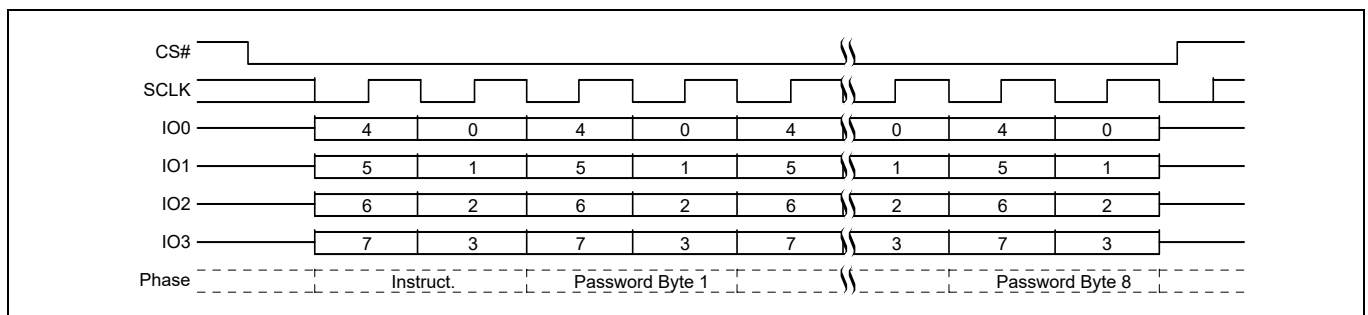 CS#
SCLK
IO0 4 0 4 0 4 0 4 0
IO1 5 1 5 1 5 1 5 1
IO2 6 2 6 2 6 2 6 2
IO3 7 3 7 3 7 3 7 3
Phase Instruct. Password Byte 1 Password Byte 8